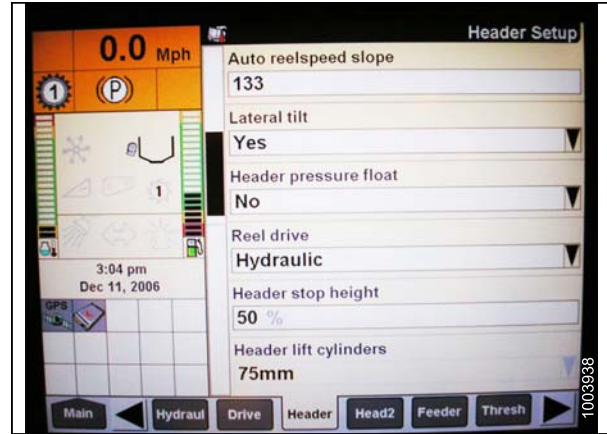 Header Setup
0.0 Mph
1
(P)
1
3:04 pm
Dec 11, 2006
GPS
Auto reelspeed slope
133
Lateral tilt
Yes
Header pressure float
No
Reel drive
Hydraulic
Header stop height
50 %
Header lift cylinders
75mm
Main
Hydraul
Drive
Header
Head2
Feeder
Thresh
1003938